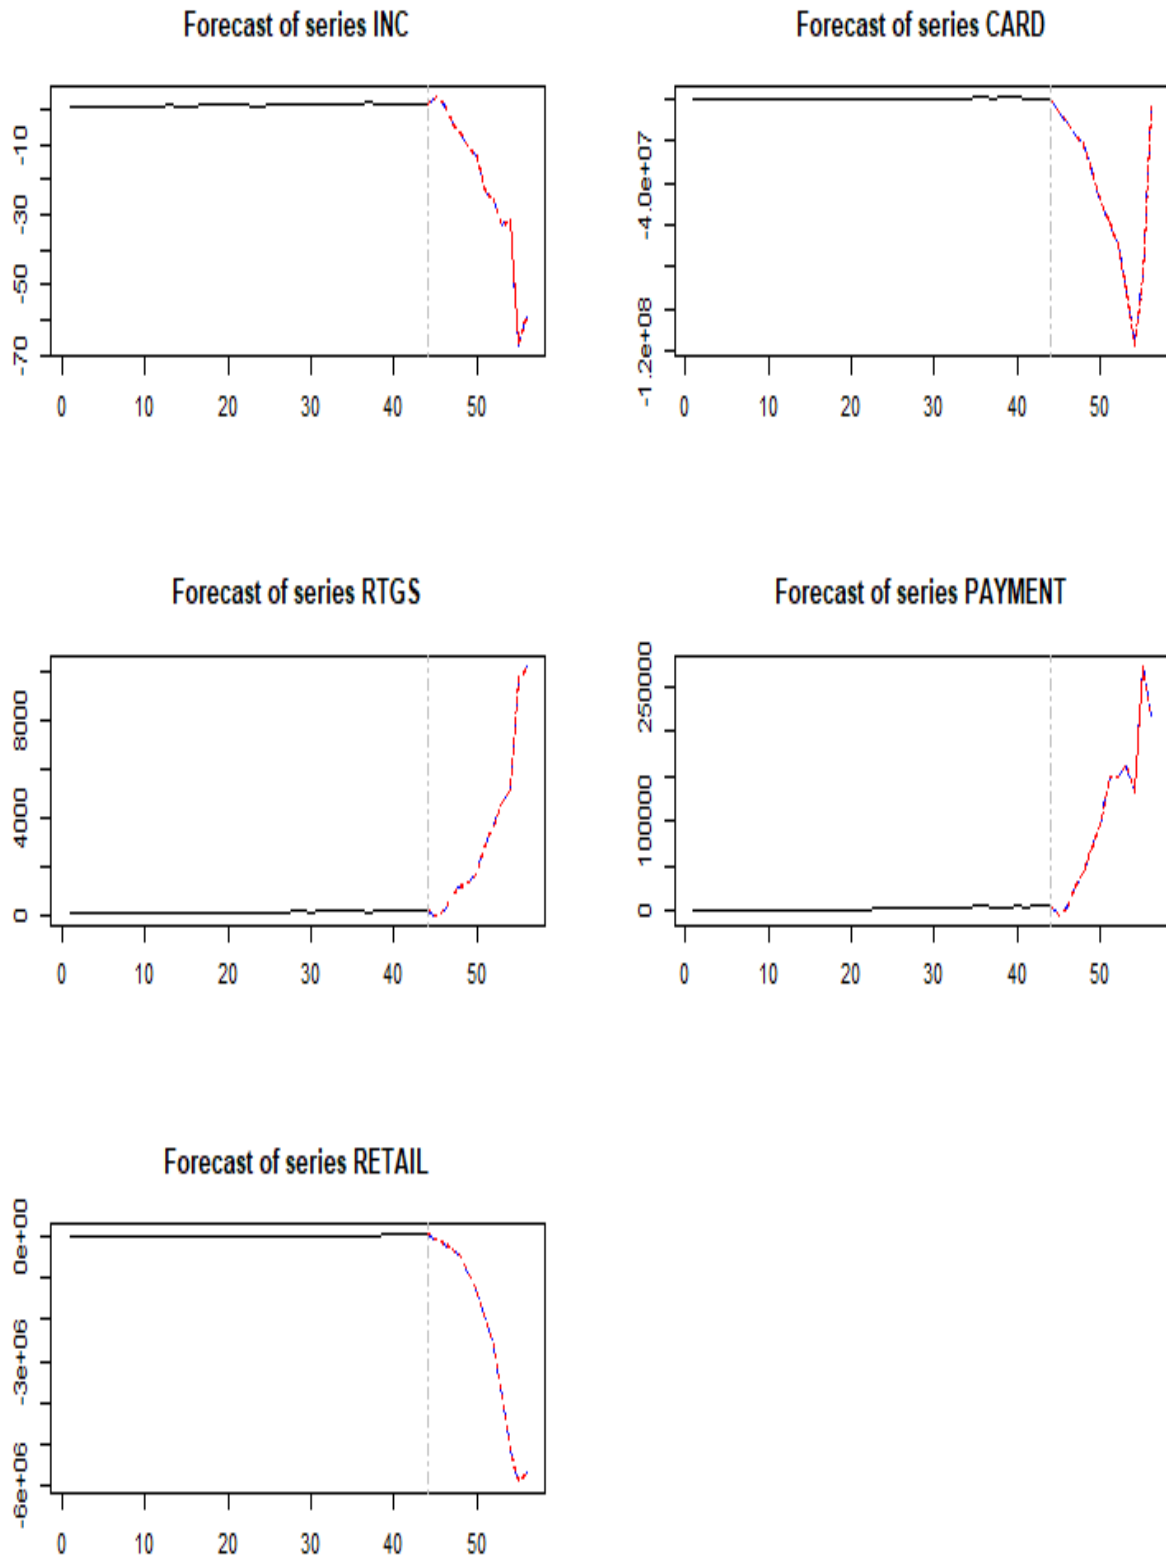 Forecast of series INC
-10
-30
-50
-70
0 10 20 30 40 50
Forecast of series CARD
-4.0e+07
-1.2e+08
0 10 20 30 40 50
Forecast of series RTGS
8000
4000
0
0 10 20 30 40 50
Forecast of series PAYMENT
250000
100000
0
0 10 20 30 40 50
Forecast of series RETAIL
0e+00
-3e+06
-6e+06
0 10 20 30 40 50